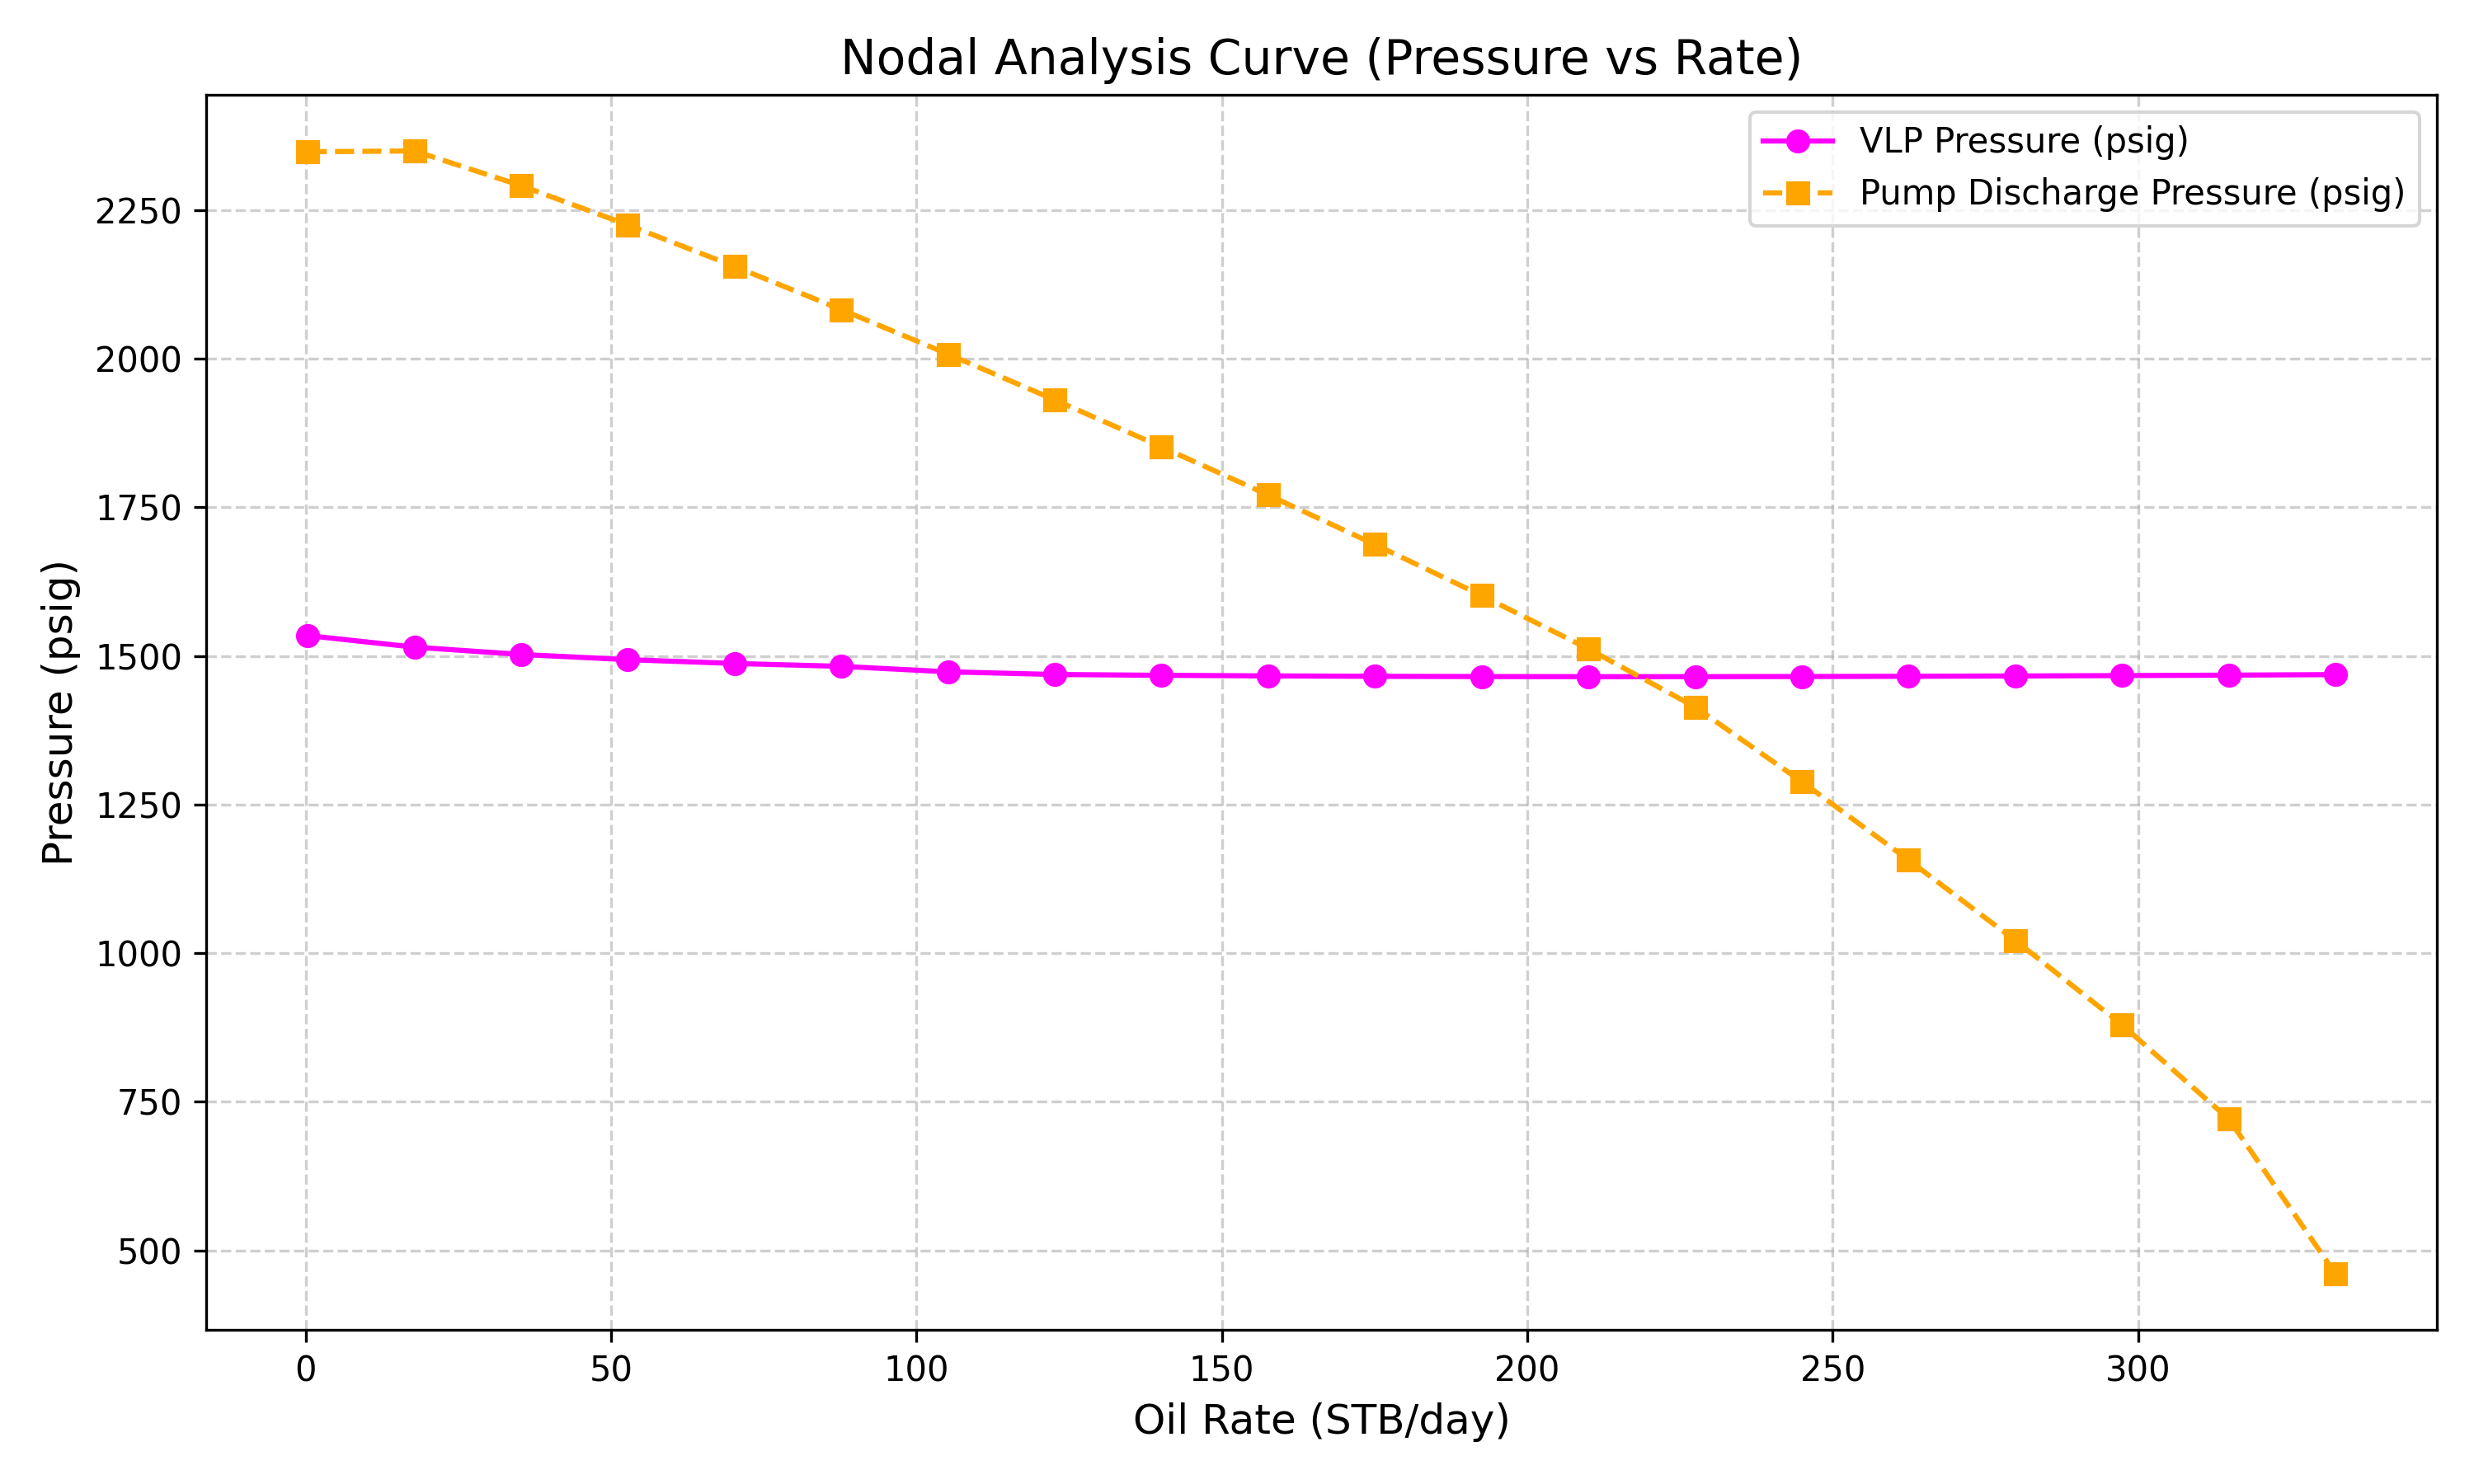 Nodal Analysis Curve (Pressure vs Rate)
VLP Pressure (psig)
Pump Discharge Pressure (psig)
Pressure (psig)
2250
2000
1750
1500
1250
1000
750
500
0 50 100 150 200 250 300
Oil Rate (STB/day)